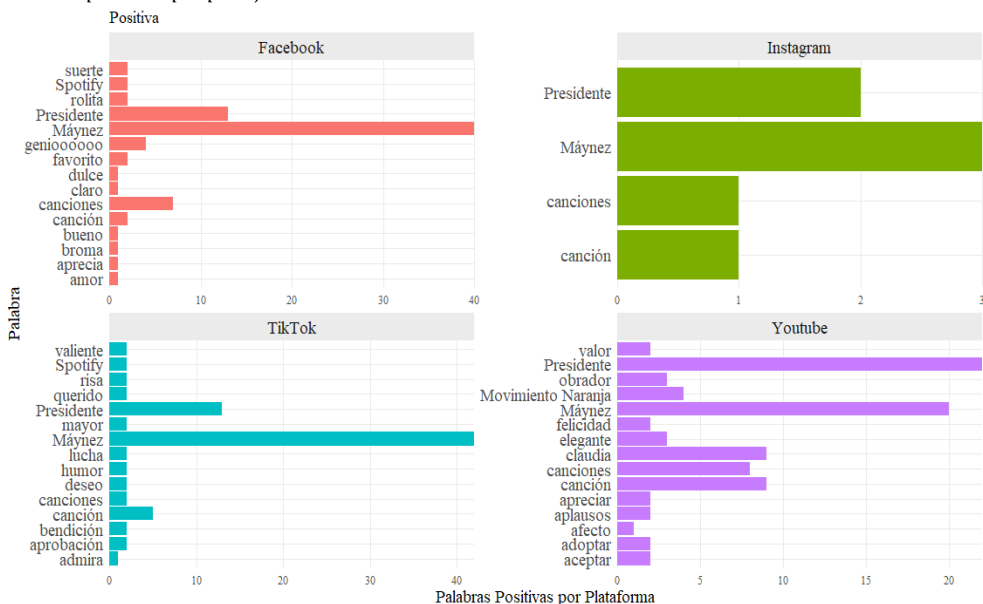 Positiva
Facebook
suerte
Spotify
rolita
Presidente
Máynez
genioooooo
favorito
dulce
claro
canciones
canción
bueno
broma
aprecia
amor
0 10 20 30 40
Instagram
Presidente
Máynez
canciones
canción
0 1 2 3
Palabra
TikTok
valiente
Spotify
risa
querido
Presidente
mayor
Máynez
lucha
humor
deseo
canciones
canción
bendición
aprobación
admira
0 10 20 30 40
Youtube
valor
Presidente
obrador
Movimiento Naranja
Máynez
felicidad
elegante
claudia
canciones
canción
apreciar
aplausos
afecto
adoptar
aceptar
0 5 10 15 20
Palabras Positivas por Plataforma